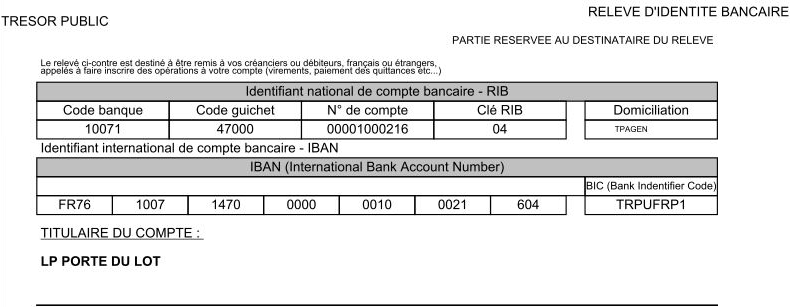 TRESOR PUBLIC
RELEVE D'IDENTITE BANCAIRE
PARTIE RESERVEE AU DESTINATAIRE DU RELEVE
Le relevé ci-contre est destiné à être remis à vos créanciers ou débiteurs, français ou étrangers,
appelés à faire inscrire des opérations à votre compte (virements, paiement des quittances etc...)
Identifiant national de compte bancaire - RIB
Code banque Code guichet N° de compte Clé RIB Domiciliation
10071 47000 00001000216 04 TPAGEN
Identifiant international de compte bancaire - IBAN
IBAN (International Bank Account Number)
BIC (Bank Indentifier Code)
FR76 1007 1470 0000 0010 0021 604 TRPUFRP1
TITULAIRE DU COMPTE :
LP PORTE DU LOT